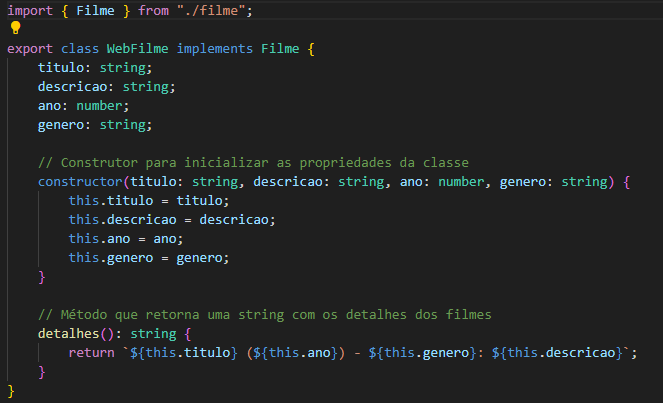 import { Filme } from "./filme";
export class WebFilme implements Filme {
    titulo: string;
    descricao: string;
    ano: number;
    genero: string;
    // Construtor para inicializar as propriedades da classe
    constructor(titulo: string, descricao: string, ano: number, genero: string) {
        this.titulo = titulo;
        this.descricao = descricao;
        this.ano = ano;
        this.genero = genero;
    }
    // Método que retorna uma string com os detalhes dos filmes
    detalhes(): string {
        return `${this.titulo} (${this.ano}) - ${this.genero}: ${this.descricao}`;
    }
}